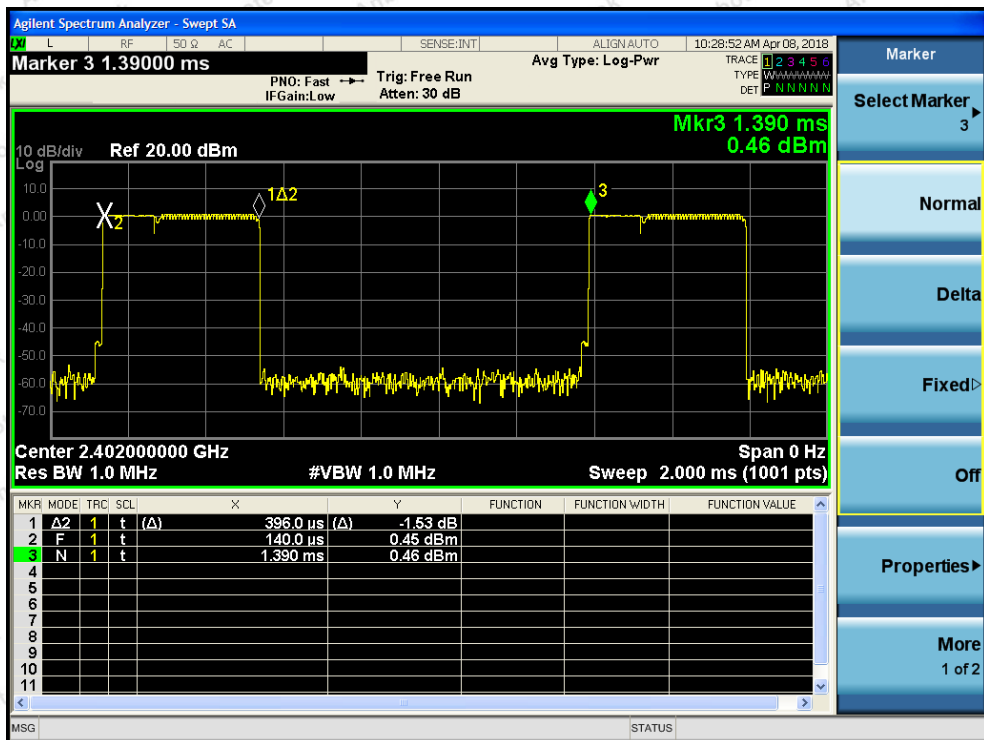 Agilent Spectrum Analyzer - Swept SA
LXI L RF 50 Ω AC SENSE:INT ALIGN AUTO 10:28:52 AM Apr 08, 2018
Marker 3 1.39000 ms
PNO: Fast
IFGain:Low
Trig: Free Run
Atten: 30 dB
Avg Type: Log-Pwr
TRACE 1 2 3 4 5 6
TYPE W
DET P N N N N N
Mkr3 1.390 ms
0.46 dBm
10 dB/div
Log
Ref 20.00 dBm
10.0
0.00
-10.0
-20.0
-30.0
-40.0
-50.0
-60.0
-70.0
X2
1Δ2
3
Center 2.402000000 GHz
Span 0 Hz
Res BW 1.0 MHz
#VBW 1.0 MHz
Sweep 2.000 ms (1001 pts)
MKR MODE TRC SCL X Y FUNCTION FUNCTION WIDTH FUNCTION VALUE
1 Δ2 1 t (Δ) 396.0 µs (Δ) -1.53 dB
2 F 1 t 140.0 µs 0.45 dBm
3 N 1 t 1.390 ms 0.46 dBm
4
5
6
7
8
9
10
11
MSG
STATUS
Marker
Select Marker
3
Normal
Delta
Fixed
Off
Properties
More
1 of 2